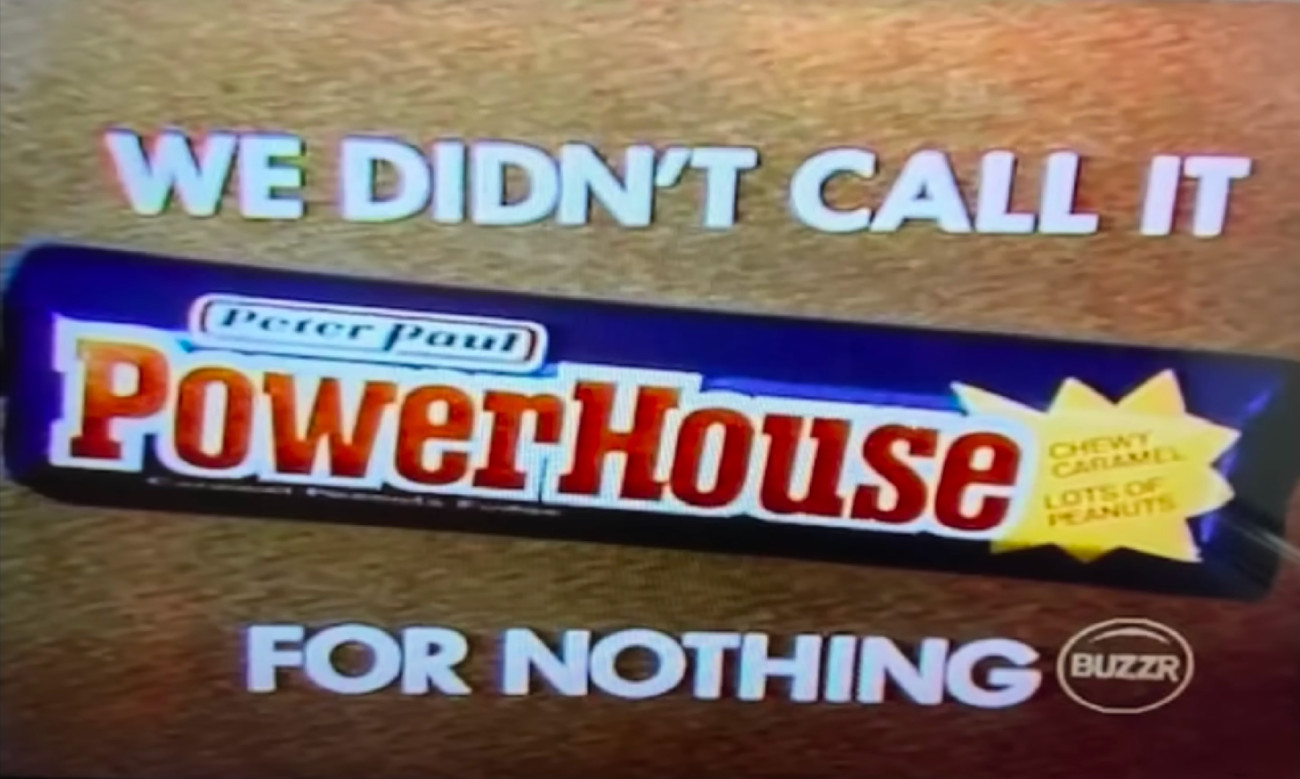 WE DIDN'T CALL IT
Peter Paul
PowerHouse
CHEWY
CARAMEL
LOTS OF
PEANUTS
FOR NOTHING
BUZZR